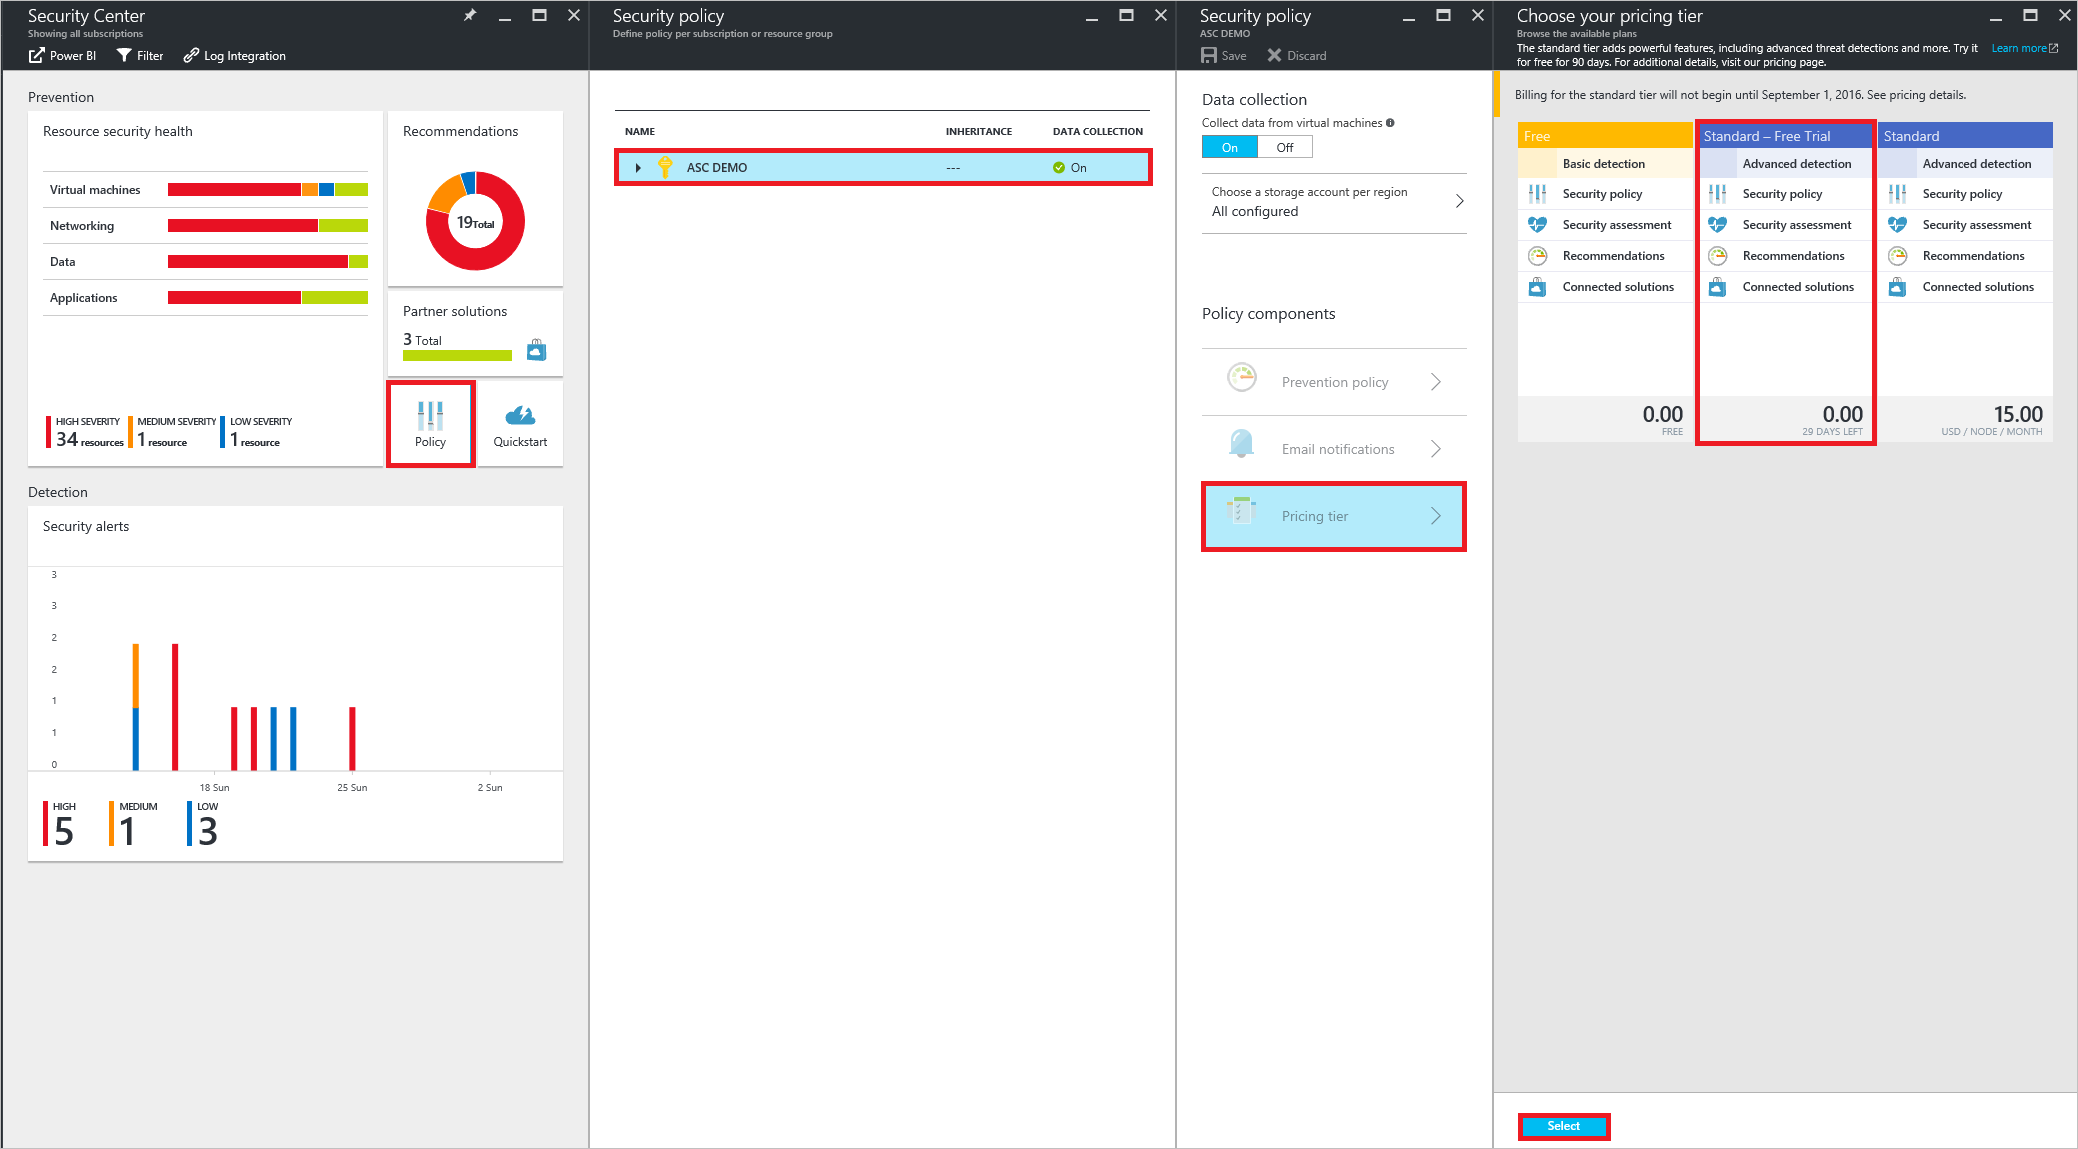 Security Center
Showing all subscriptions
Power BI
Filter
Log Integration
Prevention
Resource security health
Virtual machines
Networking
Data
Applications
HIGH SEVERITY
34 resources
MEDIUM SEVERITY
1 resource
LOW SEVERITY
1 resource
Recommendations
19 Total
Partner solutions
3 Total
Policy
Quickstart
Detection
Security alerts
3
3
2
2
1
1
0
18 Sun
25 Sun
2 Sun
HIGH
5
MEDIUM
1
LOW
3
Security policy
Define policy per subscription or resource group
NAME
INHERITANCE
DATA COLLECTION
ASC DEMO
---
On
Security policy
ASC DEMO
Save
Discard
Data collection
Collect data from virtual machines
On
Off
Choose a storage account per region
All configured
Policy components
Prevention policy
Email notifications
Pricing tier
Choose your pricing tier
Browse the available plans
The standard tier adds powerful features, including advanced threat detections and more. Try it
for free for 90 days. For additional details, visit our pricing page.
Learn more
Billing for the standard tier will not begin until September 1, 2016. See pricing details.
Free
Basic detection
Security policy
Security assessment
Recommendations
Connected solutions
0.00
FREE
Standard – Free Trial
Advanced detection
Security policy
Security assessment
Recommendations
Connected solutions
0.00
29 DAYS LEFT
Standard
Advanced detection
Security policy
Security assessment
Recommendations
Connected solutions
15.00
USD / NODE / MONTH
Select